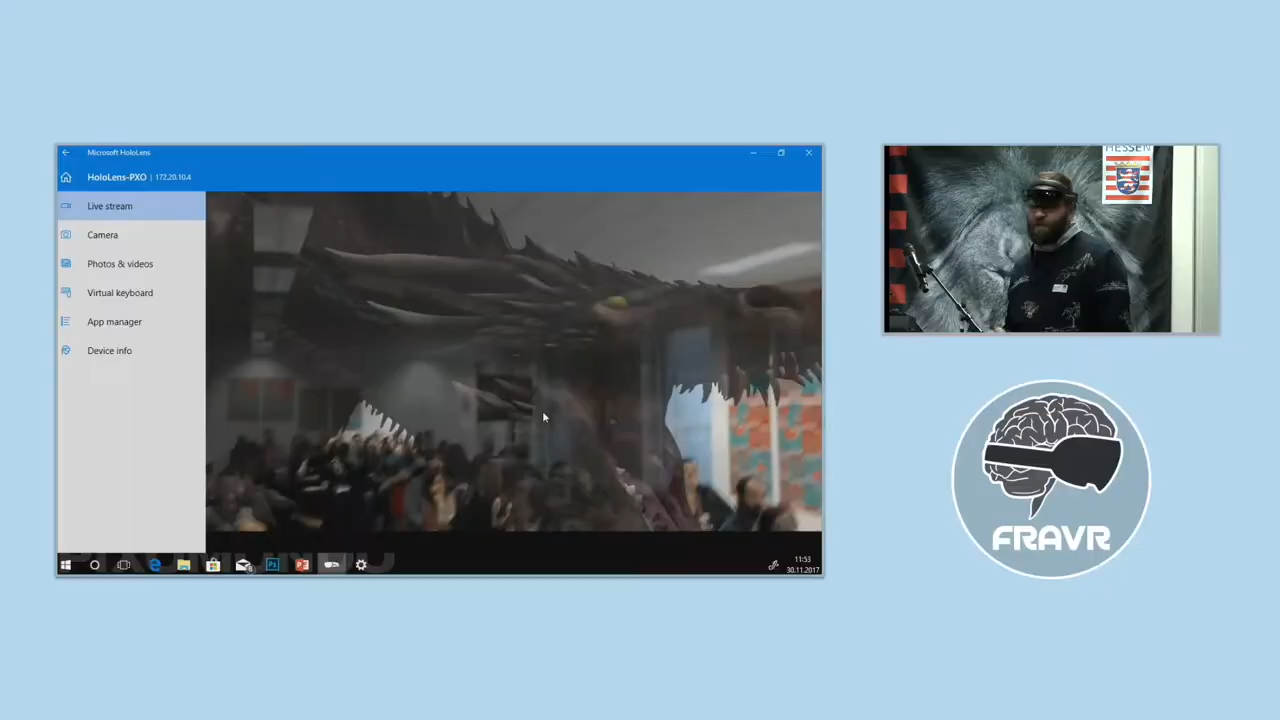 Microsoft HoloLens
HoloLens-PXO | 172.20.10.4
Live stream
Camera
Photos & videos
Virtual keyboard
App manager
Device info
11:53
30.11.2017
HESSEN
FRAVR